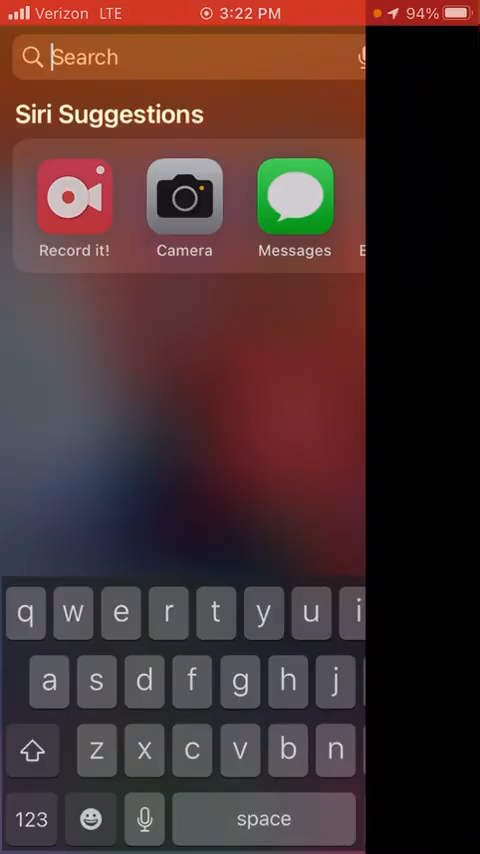 Verizon LTE 3:22 PM 94%
Search
Siri Suggestions
Record it! Camera Messages
q w e r t y u i
a s d f g h j
z x c v b n
123 space